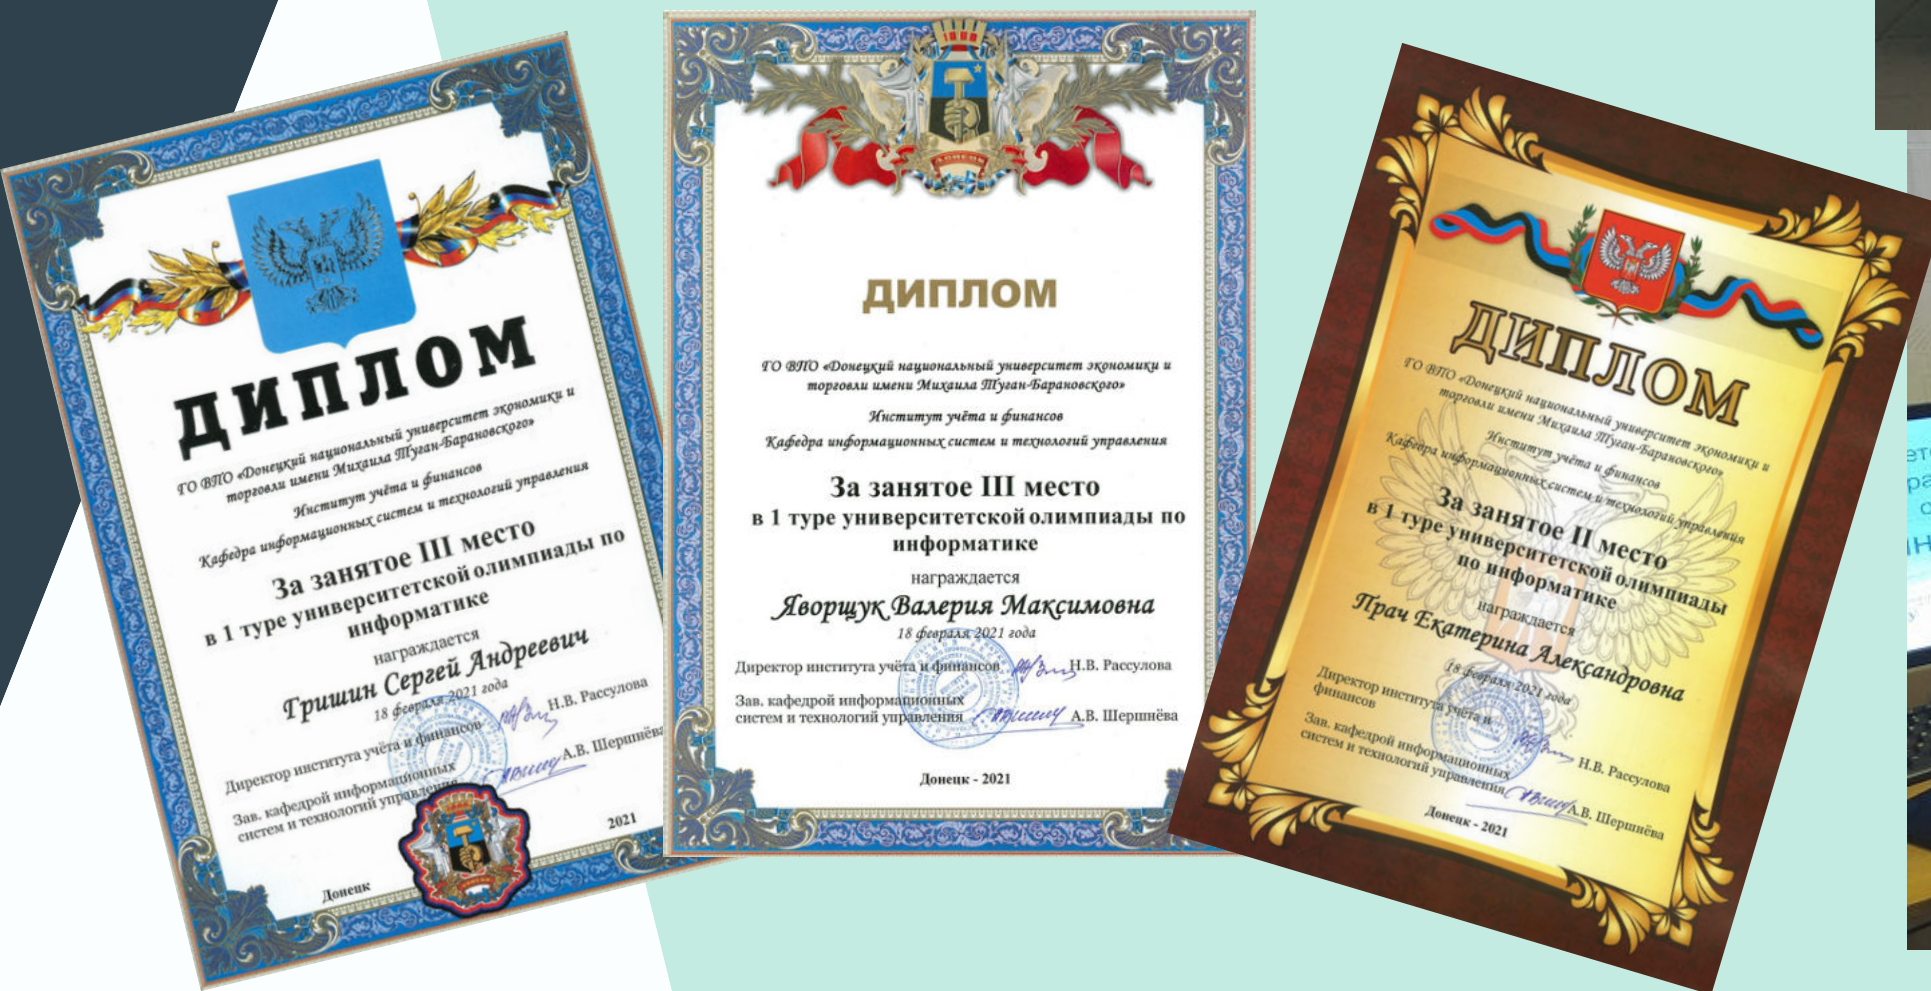 ДИПЛОМ
ГО ВПО «Донецкий национальный университет экономики и
торговли имени Михаила Туган-Барановского»
Институт учёта и финансов
Кафедра информационных систем и технологий управления
За занятое III место
в 1 туре университетской олимпиады по
информатике
награждается
Гришин Сергей Андреевич
18 февраля 2021 года
Директор института учёта и финансов Н.В. Рассулова
Зав. кафедрой информационных
систем и технологий управления А.В. Шершнёва
Донецк
2021
ДОНЕЦК
ДИПЛОМ
ГО ВПО «Донецкий национальный университет экономики и
торговли имени Михаила Туган-Барановского»
Институт учёта и финансов
Кафедра информационных систем и технологий управления
За занятое III место
в 1 туре университетской олимпиады по
информатике
награждается
Яворщук Валерия Максимовна
18 февраля 2021 года
Директор института учёта и финансов Н.В. Рассулова
Зав. кафедрой информационных
систем и технологий управления А.В. Шершнёва
Донецк - 2021
ДИПЛОМ
ГО ВПО «Донецкий национальный университет экономики и
торговли имени Михаила Туган-Барановского»
Институт учёта и финансов
Кафедра информационных систем и технологий управления
За занятое II место
в 1 туре университетской олимпиады
по информатике
награждается
Прач Екатерина Александровна
18 февраля 2021 года
Директор института учёта и
финансов Н.В. Рассулова
Зав. кафедрой информационных
систем и технологий управления А.В. Шершнёва
Донецк - 2021